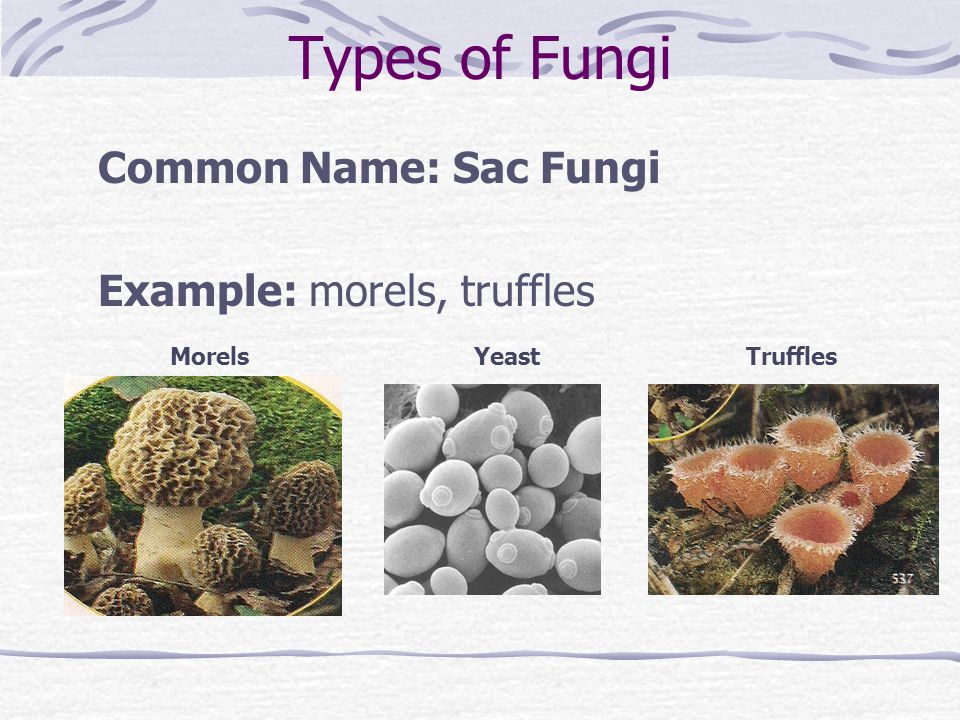 Types of Fungi
Common Name: Sac Fungi
Example: morels, truffles
Morels Yeast Truffles
537